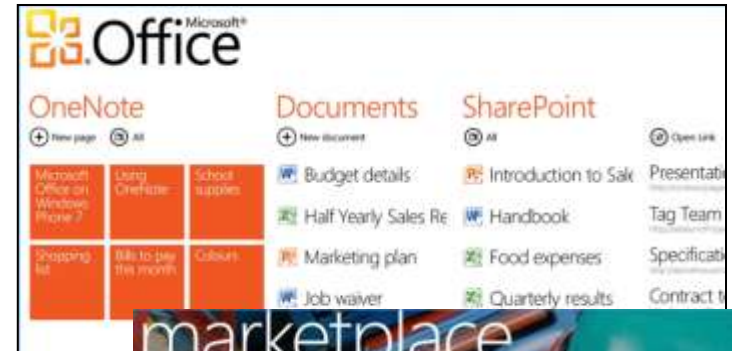 Microsoft®
Office
OneNote
New page All
Microsoft
Office on
Windows
Phone 7
Using
OneNote
School
supplies
Shopping
list
Bills to pay
this month
Colours
Documents
New document
Budget details
Half Yearly Sales Re
Marketing plan
Job waiver
SharePoint
All
Introduction to Sale
Handbook
Food expenses
Quarterly results
Open Link
Presentati
Tag Team
Specificati
Contract t
marketplace